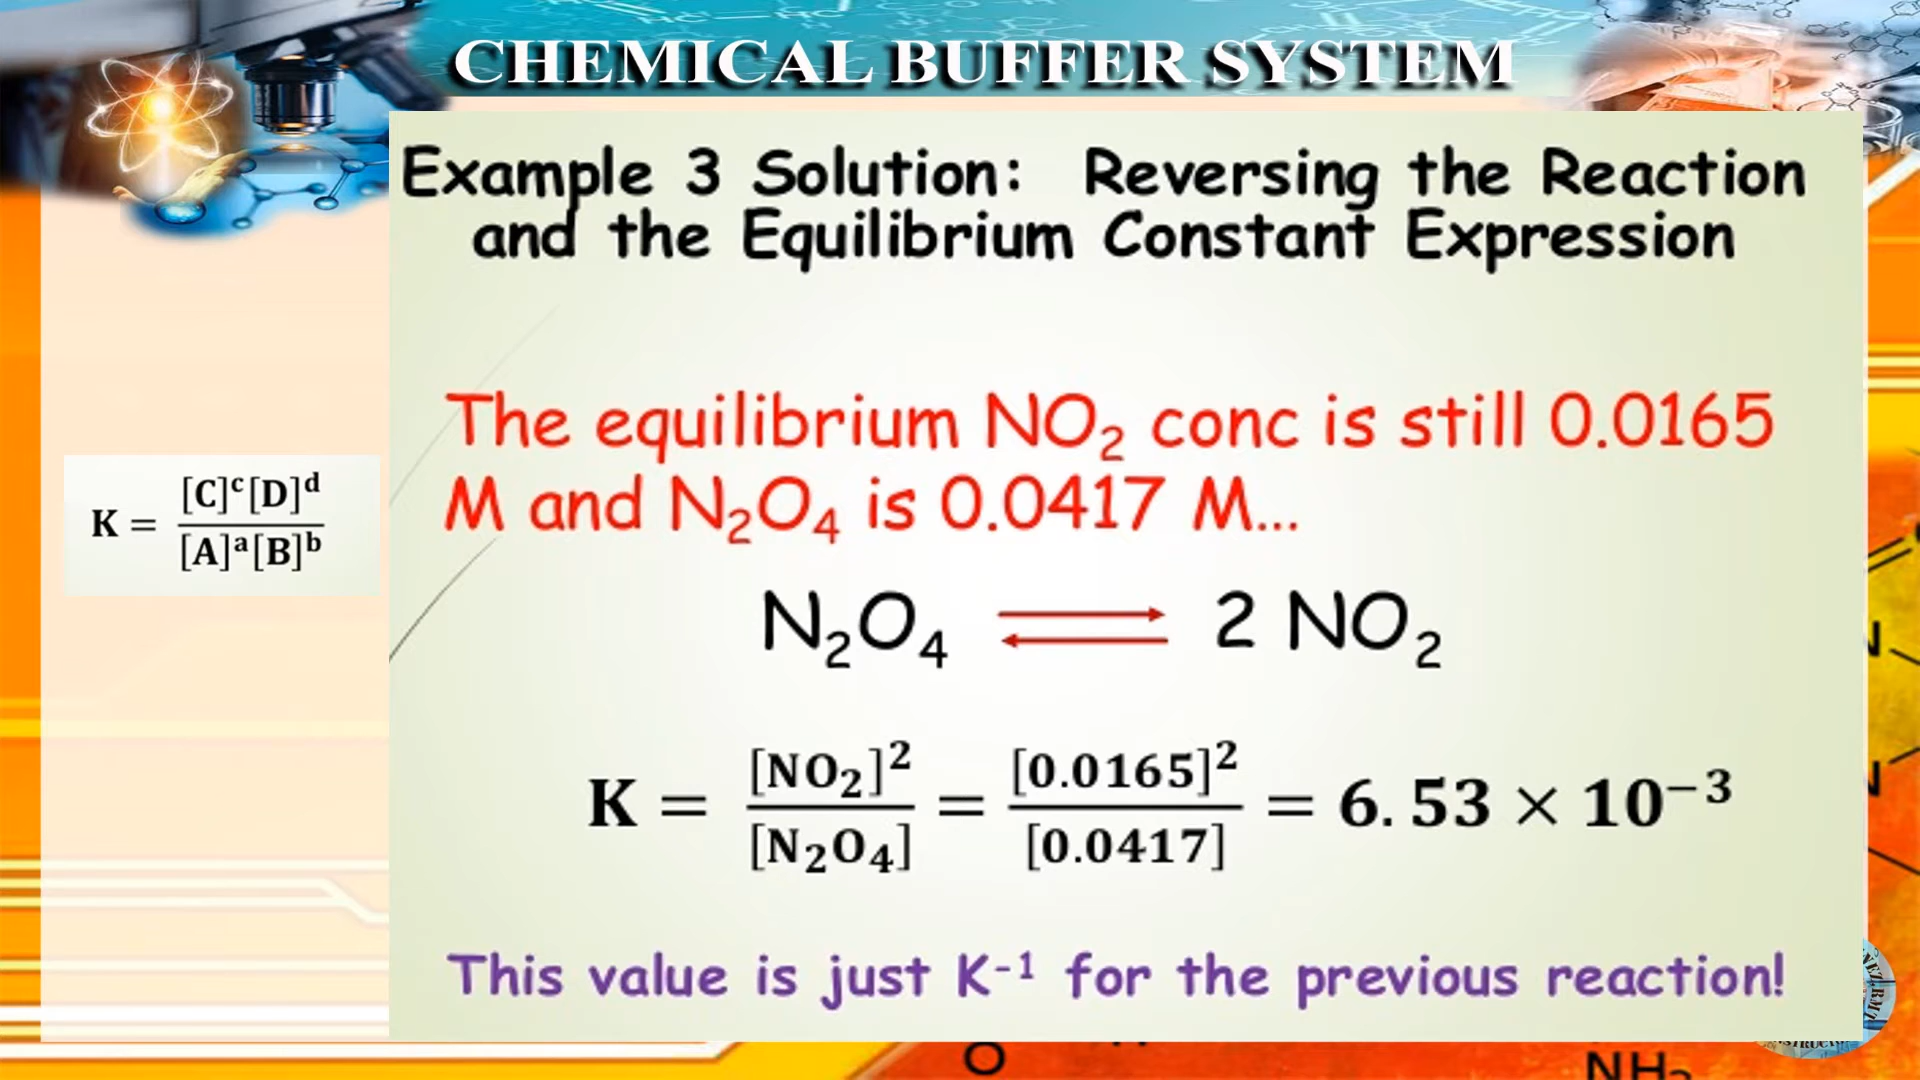 CHEMICAL BUFFER SYSTEM
Example 3 Solution: Reversing the Reaction
and the Equilibrium Constant Expression
The equilibrium NO₂ conc is still 0.0165
M and N₂O₄ is 0.0417 M...
K = [C]ᶜ[D]ᵈ / [A]ᵃ[B]ᵇ
N₂O₄ ⇌ 2 NO₂
K = [NO₂]² / [N₂O₄] = [0.0165]² / [0.0417] = 6.53 × 10⁻³
This value is just K⁻¹ for the previous reaction!
O
NH₂